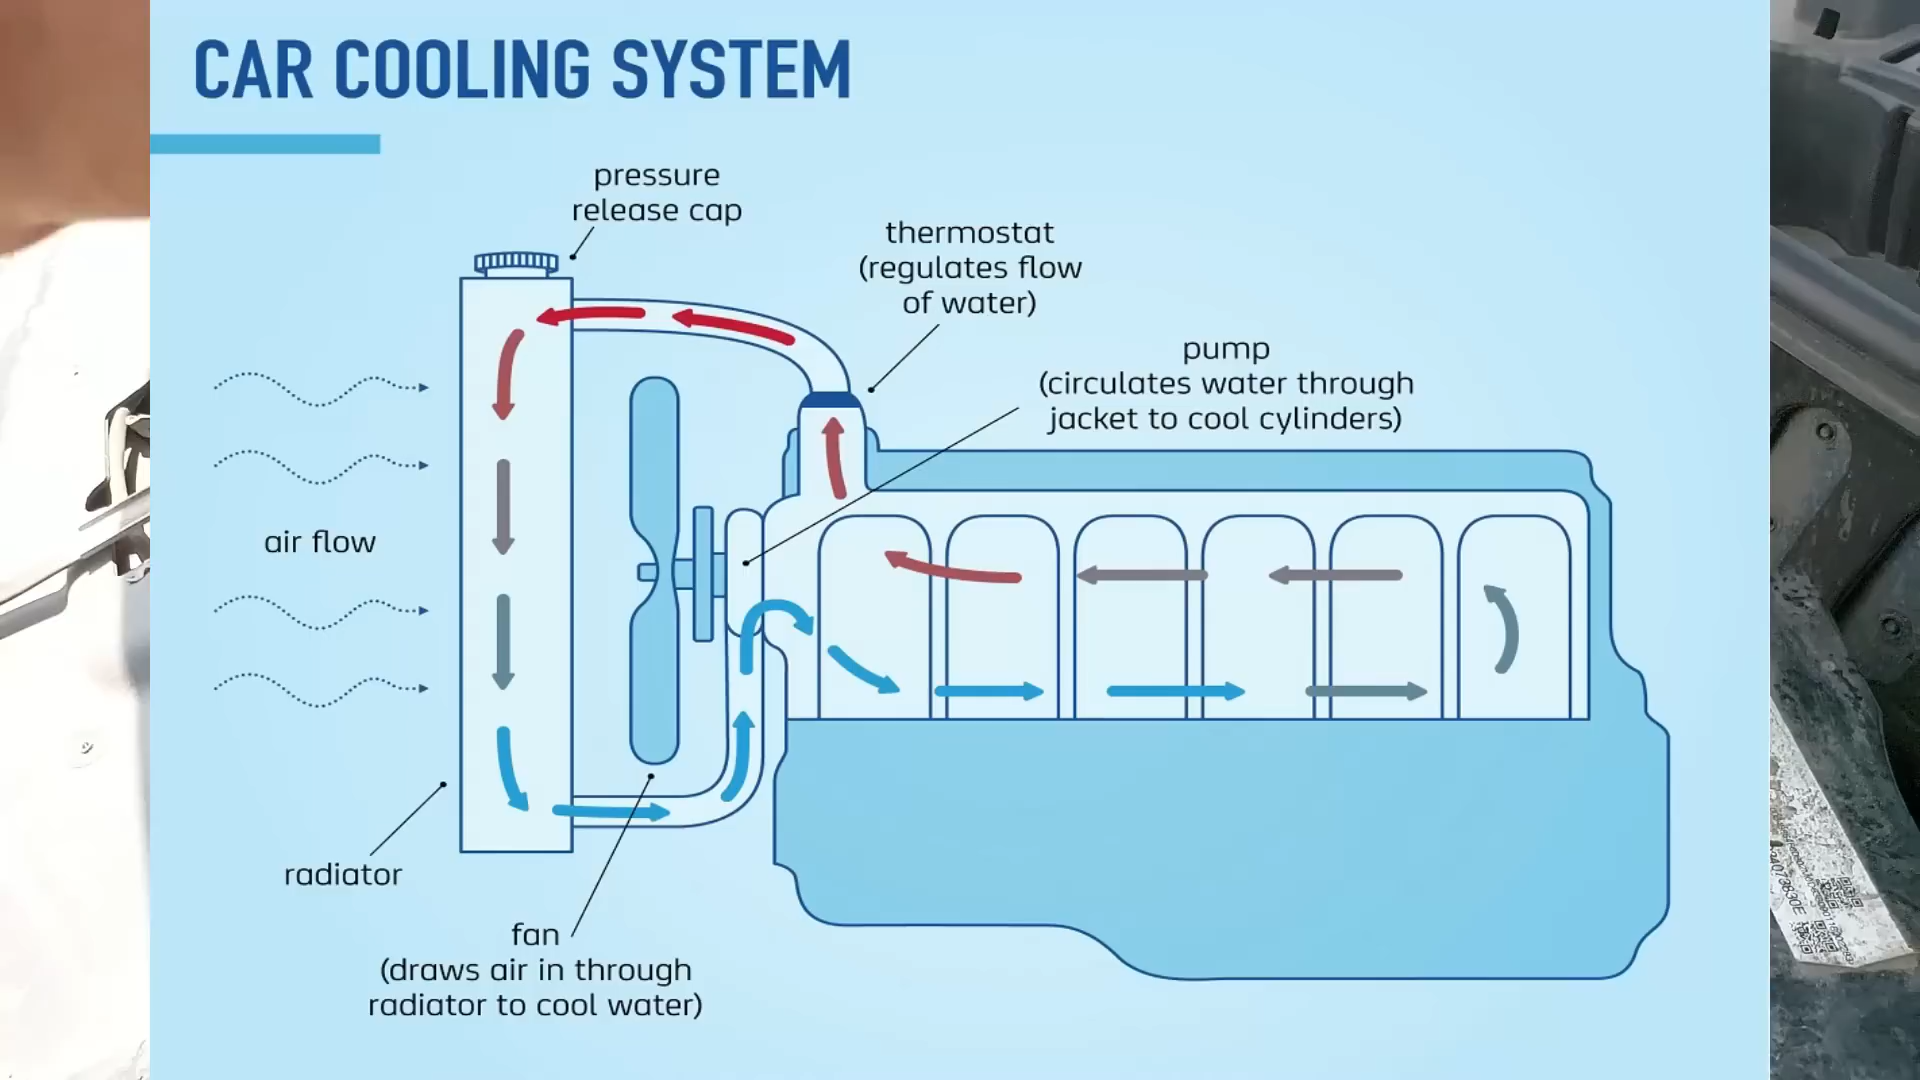 CAR COOLING SYSTEM
pressure
release cap
thermostat
(regulates flow
of water)
pump
(circulates water through
jacket to cool cylinders)
air flow
radiator
fan
(draws air in through
radiator to cool water)